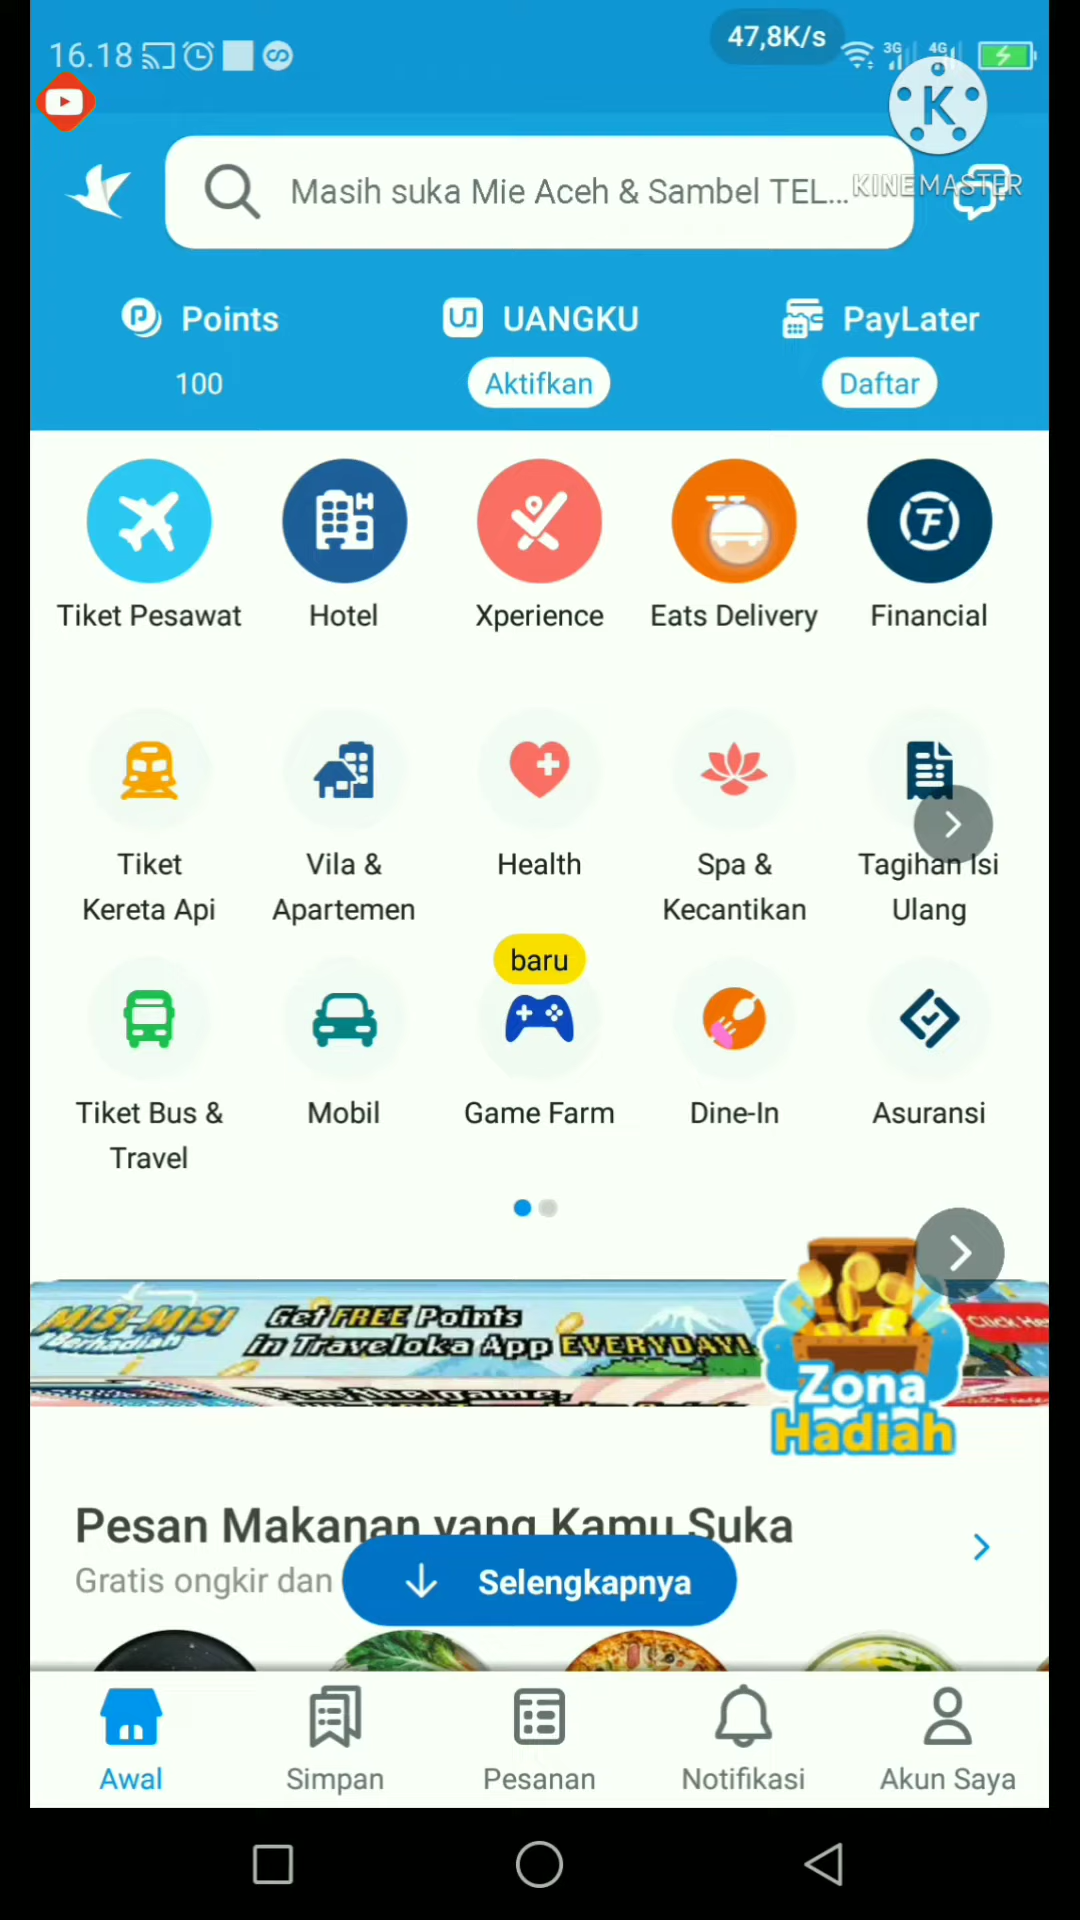 16.18
47,8K/s
3G
4G
K
KINEMASTER
Masih suka Mie Aceh & Sambel TEL...
Points
UANGKU
PayLater
100
Aktifkan
Daftar
Tiket Pesawat
Hotel
Xperience
Eats Delivery
Financial
Tiket
Kereta Api
Vila &
Apartemen
Health
Spa &
Kecantikan
Tagihan Isi
Ulang
baru
Tiket Bus &
Travel
Mobil
Game Farm
Dine-In
Asuransi
MISI-MISI
Berhadiah
Get FREE Points
in Traveloka App EVERYDAY!
Zona
Hadiah
Pesan Makanan yang Kamu Suka
Gratis ongkir dan
Selengkapnya
Awal
Simpan
Pesanan
Notifikasi
Akun Saya